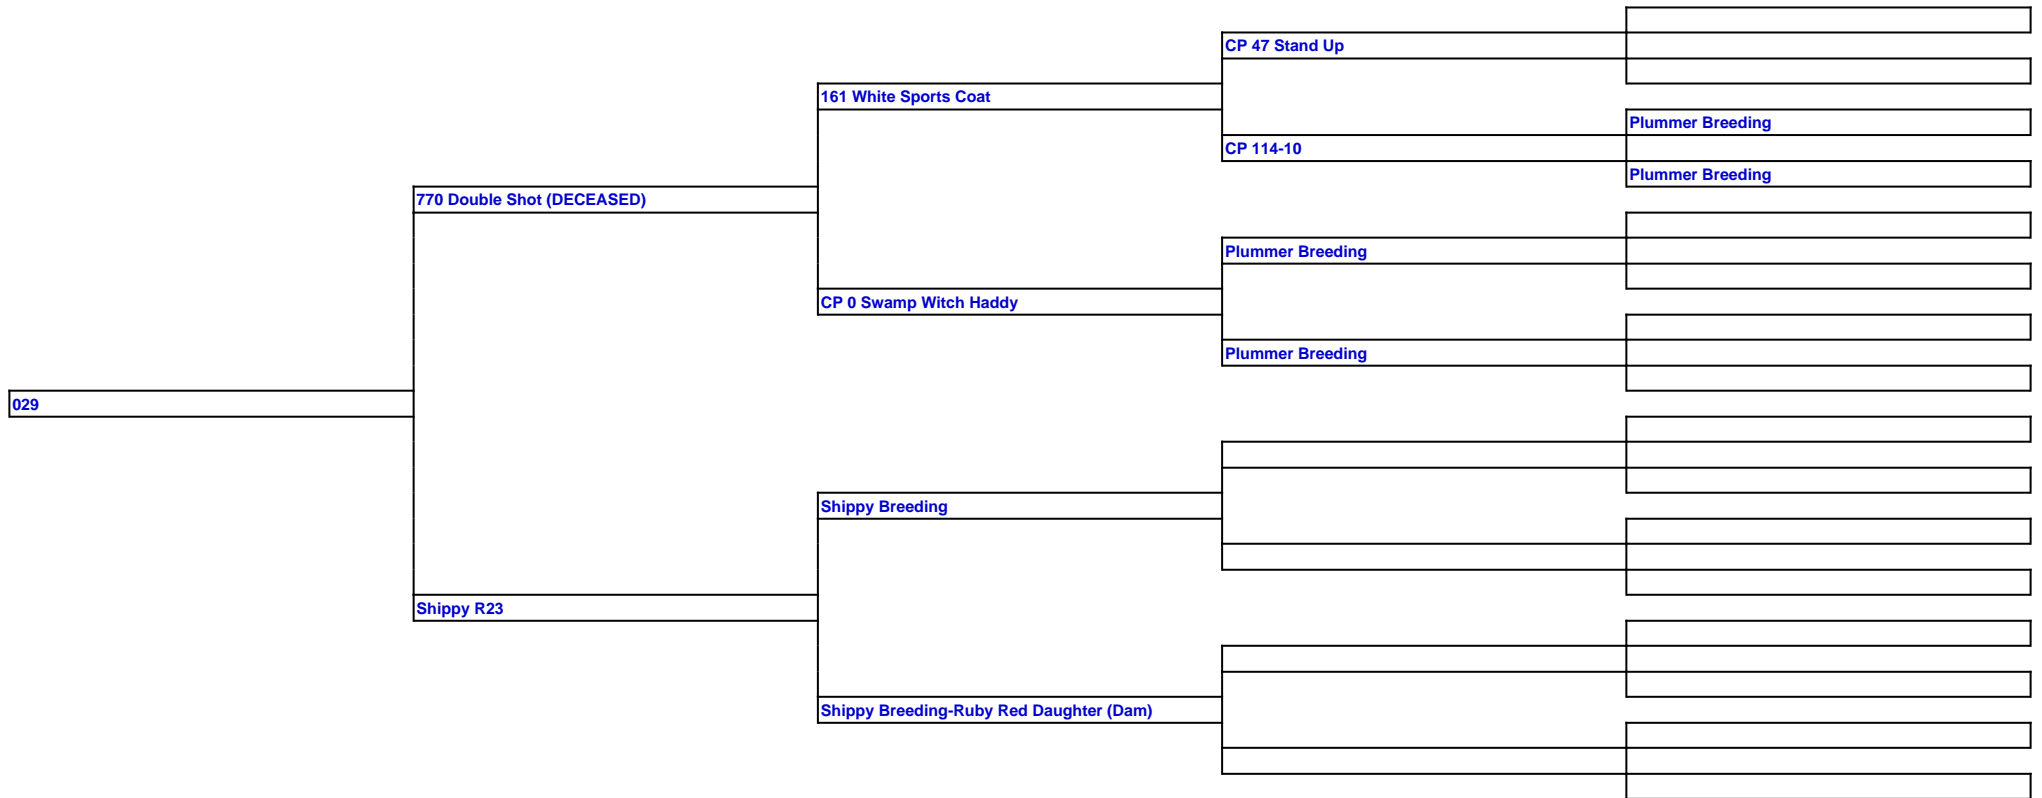 CP 47 Stand Up
161 White Sports Coat
Plummer Breeding
CP 114-10
Plummer Breeding
770 Double Shot (DECEASED)
Plummer Breeding
CP 0 Swamp Witch Haddy
Plummer Breeding
029
Shippy Breeding
Shippy R23
Shippy Breeding-Ruby Red Daughter (Dam)